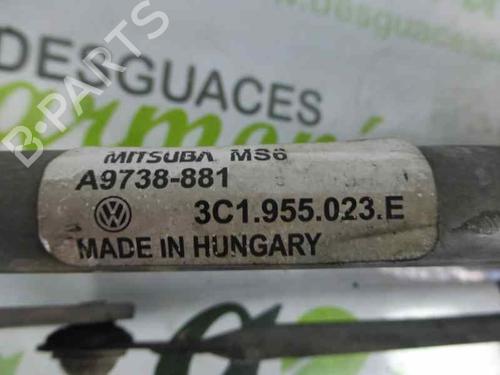 DESGUACES
B-PARTS
MITSUBA MS6
A9738-881
3C1.955.023.E
MADE IN HUNGARY